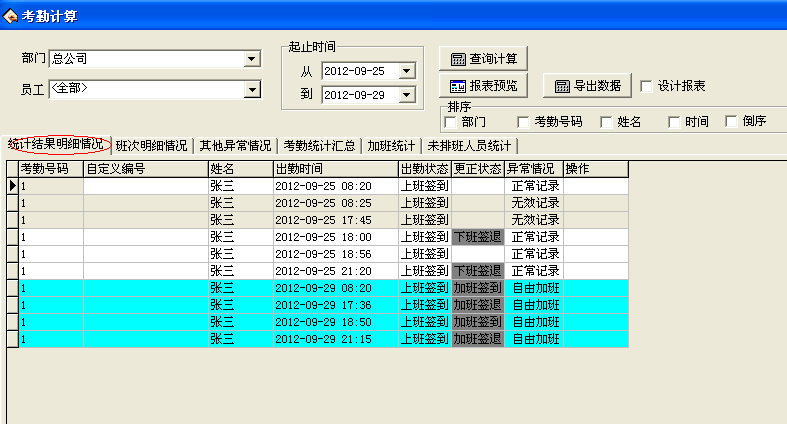 考勤计算
部门 总公司
员工 <全部>
起止时间
从 2012-09-25
到 2012-09-29
查询计算
报表预览 导出数据 设计报表
排序
部门 考勤号码 姓名 时间 倒序
统计结果明细情况 班次明细情况 其他异常情况 考勤统计汇总 加班统计 未排班人员统计
考勤号码 自定义编号 姓名 出勤时间 出勤状态 更正状态 异常情况 操作
1 张三 2012-09-25 08:20 上班签到 正常记录
1 张三 2012-09-25 08:25 上班签到 无效记录
1 张三 2012-09-25 17:45 上班签到 无效记录
1 张三 2012-09-25 18:00 上班签到 下班签退 正常记录
1 张三 2012-09-25 18:56 上班签到 正常记录
1 张三 2012-09-25 21:20 上班签到 下班签退 正常记录
1 张三 2012-09-29 08:20 上班签到 加班签到 自由加班
1 张三 2012-09-29 17:36 上班签到 加班签退 自由加班
1 张三 2012-09-29 18:50 上班签到 加班签到 自由加班
1 张三 2012-09-29 21:15 上班签到 加班签退 自由加班